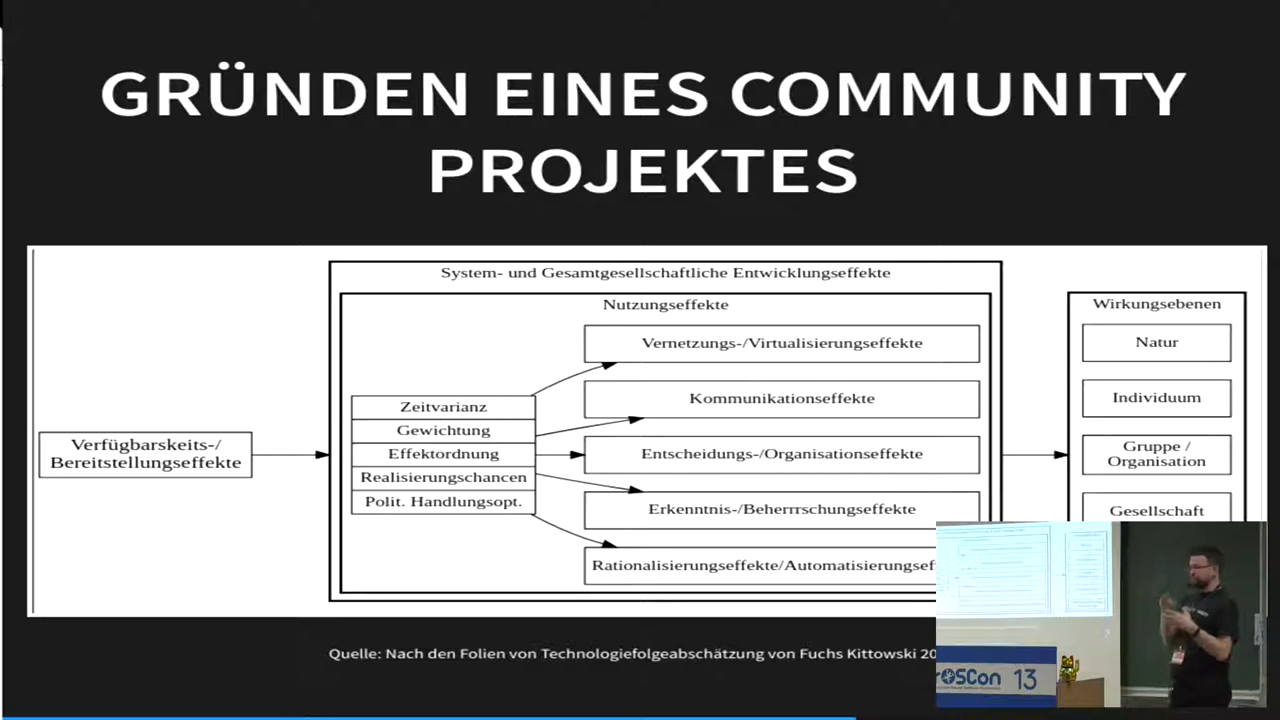 GRÜNDEN EINES COMMUNITY
PROJEKTES
System- und Gesamtgesellschaftliche Entwicklungseffekte
Nutzungseffekte
Wirkungsebenen
Vernetzungs-/Virtualisierungseffekte
Natur
Kommunikationseffekte
Individuum
Zeitvarianz
Gewichtung
Effektordnung
Realisierungschancen
Polit. Handlungsopt.
Verfügbarskeits-/
Bereitstellungseffekte
Entscheidungs-/Organisationseffekte
Gruppe /
Organisation
Erkenntnis-/Beherrrschungseffekte
Gesellschaft
Rationalisierungseffekte/Automatisierungsef
Quelle: Nach den Folien von Technologiefolgeabschätzung von Fuchs Kittowski 20
rOSCon 13